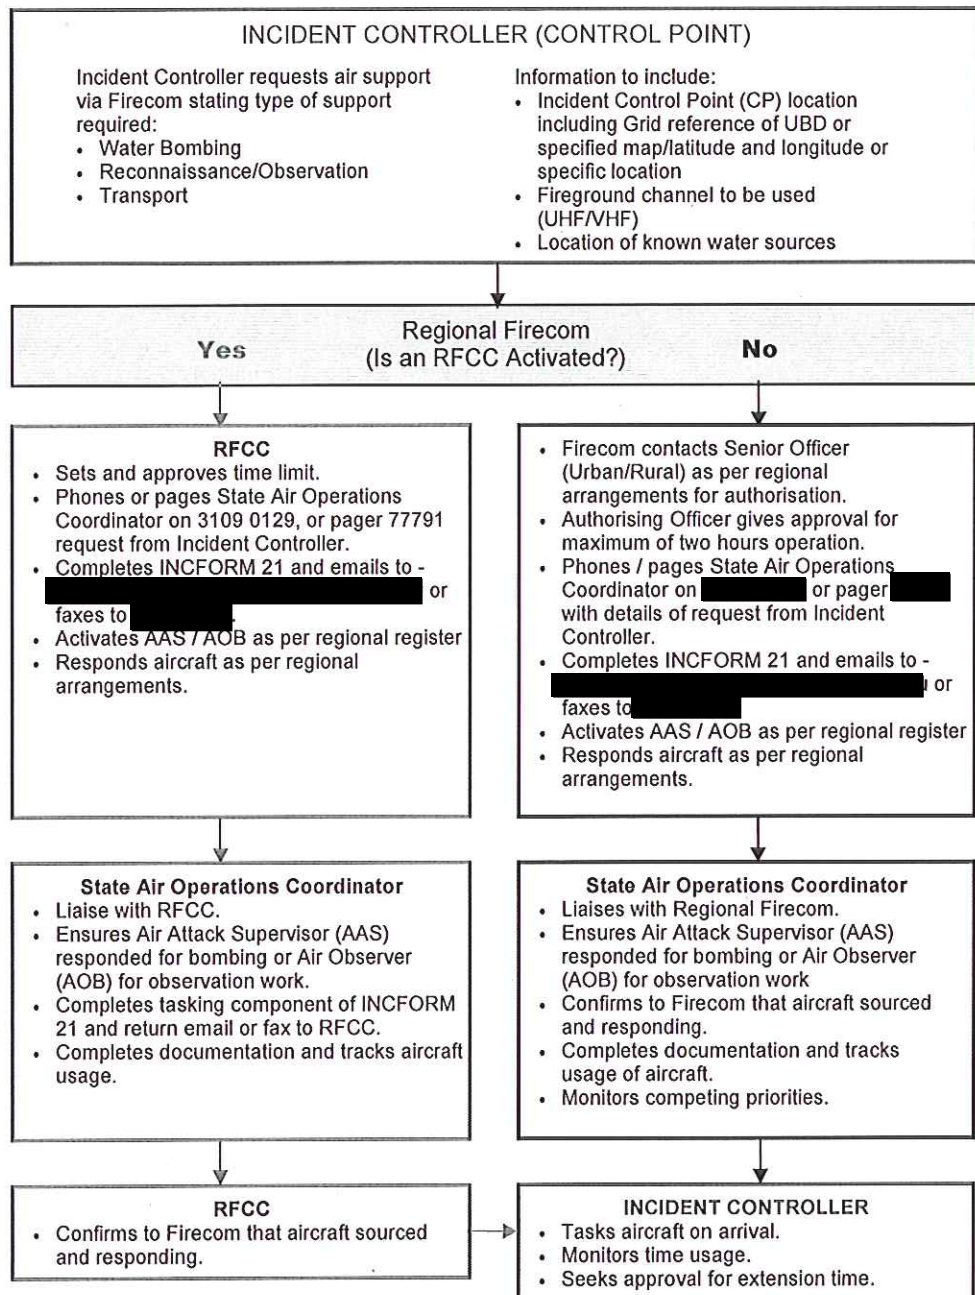 INCIDENT CONTROLLER (CONTROL POINT)
Incident Controller requests air support
via Firecom stating type of support
required:
• Water Bombing
• Reconnaissance/Observation
• Transport
Information to include:
• Incident Control Point (CP) location
including Grid reference of UBD or
specified map/latitude and longitude or
specific location
• Fireground channel to be used
(UHF/VHF)
• Location of known water sources
Regional Firecom
(Is an RFCC Activated?)
Yes
No
RFCC
• Sets and approves time limit.
• Phones or pages State Air Operations
Coordinator on 3109 0129, or pager 77791
request from Incident Controller.
• Completes INCFORM 21 and emails to -
or
faxes to
• Activates AAS / AOB as per regional register
• Responds aircraft as per regional
arrangements.
• Firecom contacts Senior Officer
(Urban/Rural) as per regional
arrangements for authorisation.
• Authorising Officer gives approval for
maximum of two hours operation.
• Phones / pages State Air Operations
Coordinator on or pager
with details of request from Incident
Controller.
• Completes INCFORM 21 and emails to -
or
faxes to
• Activates AAS / AOB as per regional register
• Responds aircraft as per regional
arrangements.
State Air Operations Coordinator
• Liaise with RFCC.
• Ensures Air Attack Supervisor (AAS)
responded for bombing or Air Observer
(AOB) for observation work.
• Completes tasking component of INCFORM
21 and return email or fax to RFCC.
• Completes documentation and tracks aircraft
usage.
State Air Operations Coordinator
• Liaises with Regional Firecom.
• Ensures Air Attack Supervisor (AAS)
responded for bombing or Air Observer
(AOB) for observation work
• Confirms to Firecom that aircraft sourced
and responding.
• Completes documentation and tracks
usage of aircraft.
• Monitors competing priorities.
RFCC
• Confirms to Firecom that aircraft sourced
and responding.
INCIDENT CONTROLLER
• Tasks aircraft on arrival.
• Monitors time usage.
• Seeks approval for extension time.